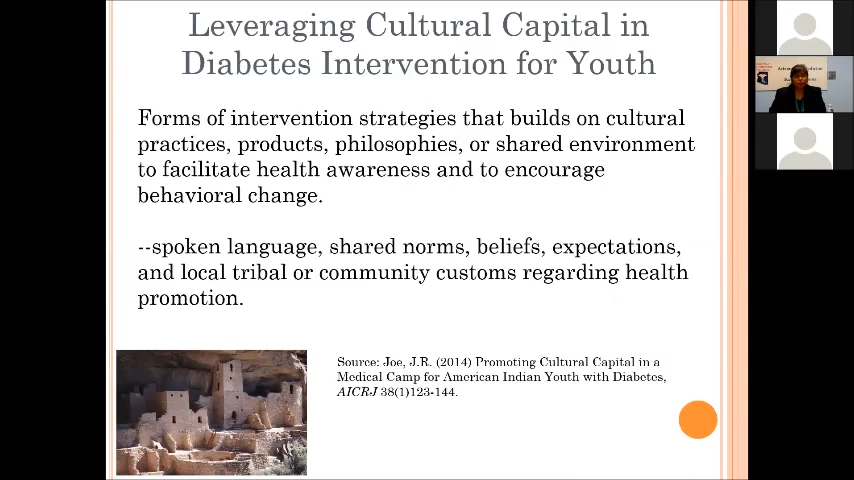 Leveraging Cultural Capital in
Diabetes Intervention for Youth
Forms of intervention strategies that builds on cultural
practices, products, philosophies, or shared environment
to facilitate health awareness and to encourage
behavioral change.
--spoken language, shared norms, beliefs, expectations,
and local tribal or community customs regarding health
promotion.
Source: Joe, J.R. (2014) Promoting Cultural Capital in a
Medical Camp for American Indian Youth with Diabetes,
AICRJ 38(1)123-144.